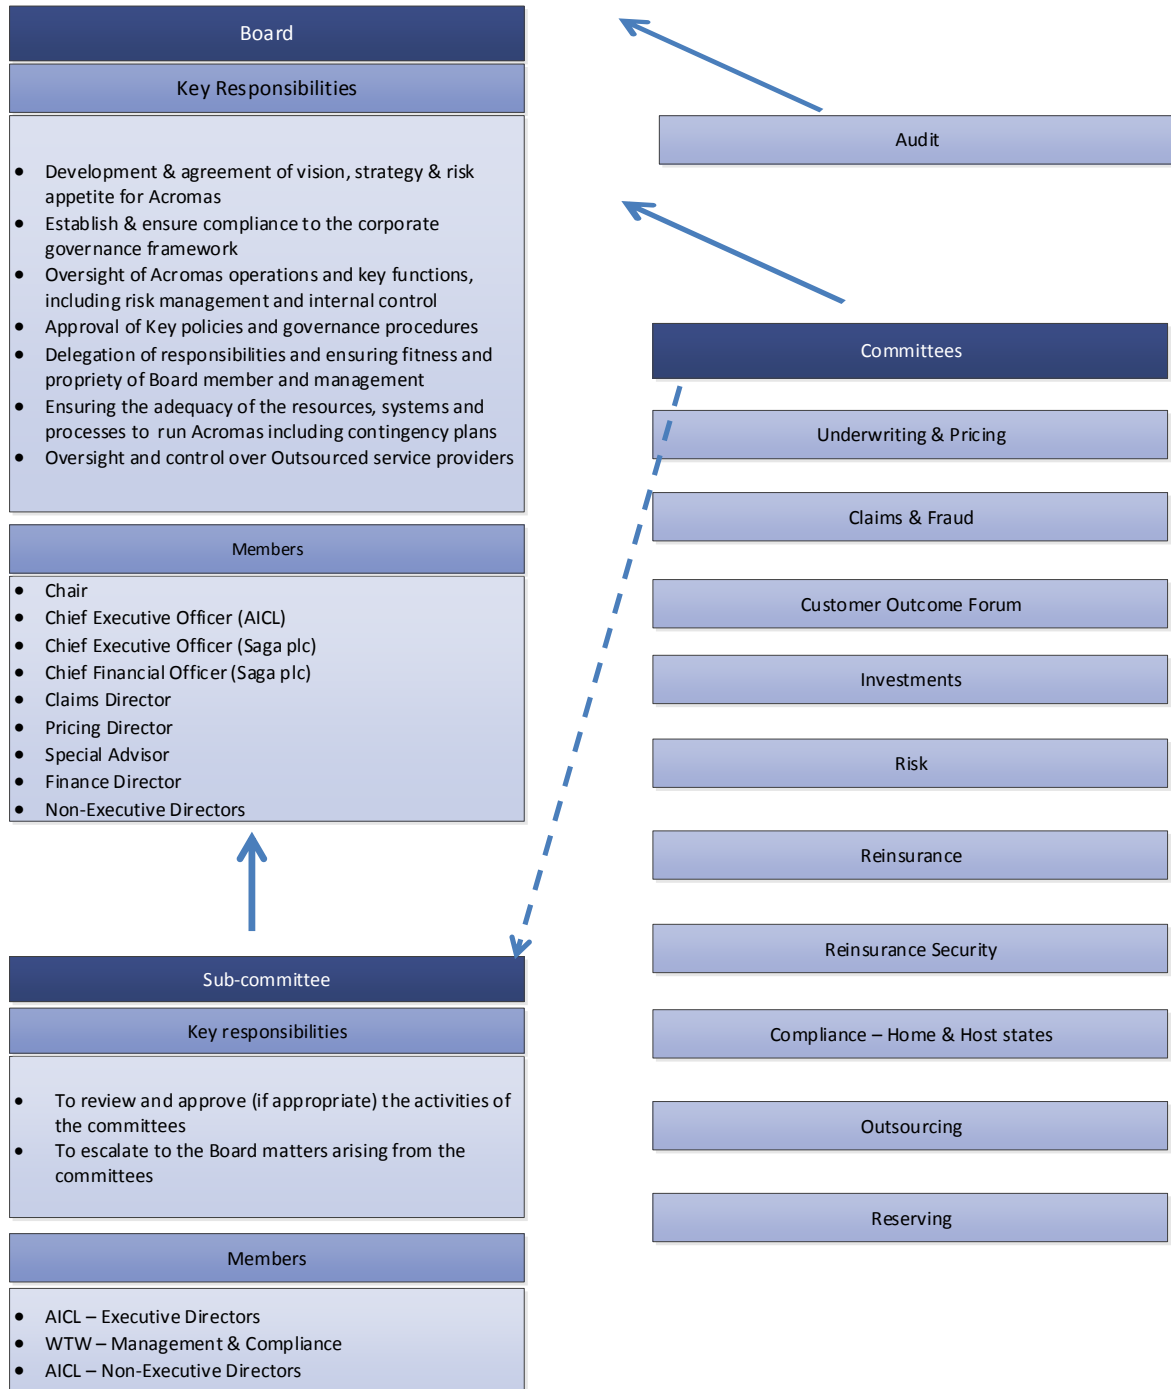 Board
Key Responsibilities
• Development & agreement of vision, strategy & risk
appetite for Acromas
• Establish & ensure compliance to the corporate
governance framework
• Oversight of Acromas operations and key functions,
including risk management and internal control
• Approval of Key policies and governance procedures
• Delegation of responsibilities and ensuring fitness and
propriety of Board member and management
• Ensuring the adequacy of the resources, systems and
processes to run Acromas including contingency plans
• Oversight and control over Outsourced service providers
Members
• Chair
• Chief Executive Officer (AICL)
• Chief Executive Officer (Saga plc)
• Chief Financial Officer (Saga plc)
• Claims Director
• Pricing Director
• Special Advisor
• Finance Director
• Non-Executive Directors
Sub-committee
Key responsibilities
• To review and approve (if appropriate) the activities of
the committees
• To escalate to the Board matters arising from the
committees
Members
• AICL – Executive Directors
• WTW – Management & Compliance
• AICL – Non-Executive Directors
Audit
Committees
Underwriting & Pricing
Claims & Fraud
Customer Outcome Forum
Investments
Risk
Reinsurance
Reinsurance Security
Compliance – Home & Host states
Outsourcing
Reserving